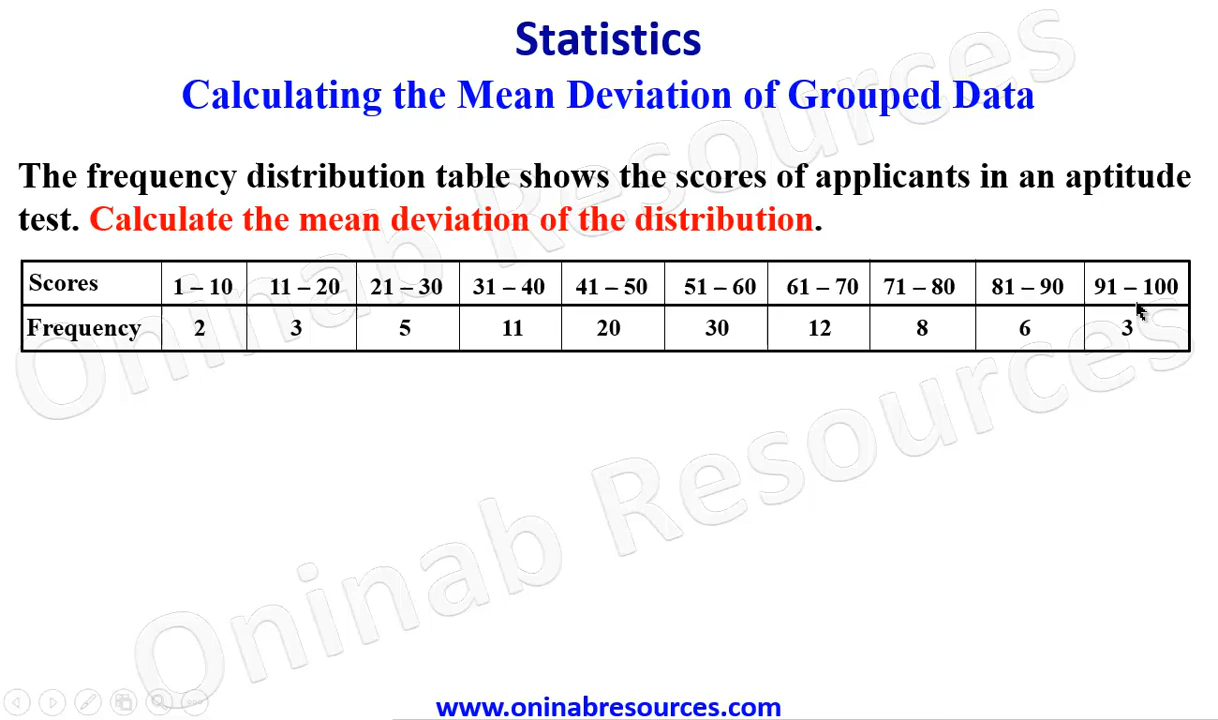 Statistics
Calculating the Mean Deviation of Grouped Data
The frequency distribution table shows the scores of applicants in an aptitude
test. Calculate the mean deviation of the distribution.
Scores 1 – 10 11 – 20 21 – 30 31 – 40 41 – 50 51 – 60 61 – 70 71 – 80 81 – 90 91 – 100
Frequency 2 3 5 11 20 30 12 8 6 3
Oninab Resources
Oninab Resources
www.oninabresources.com